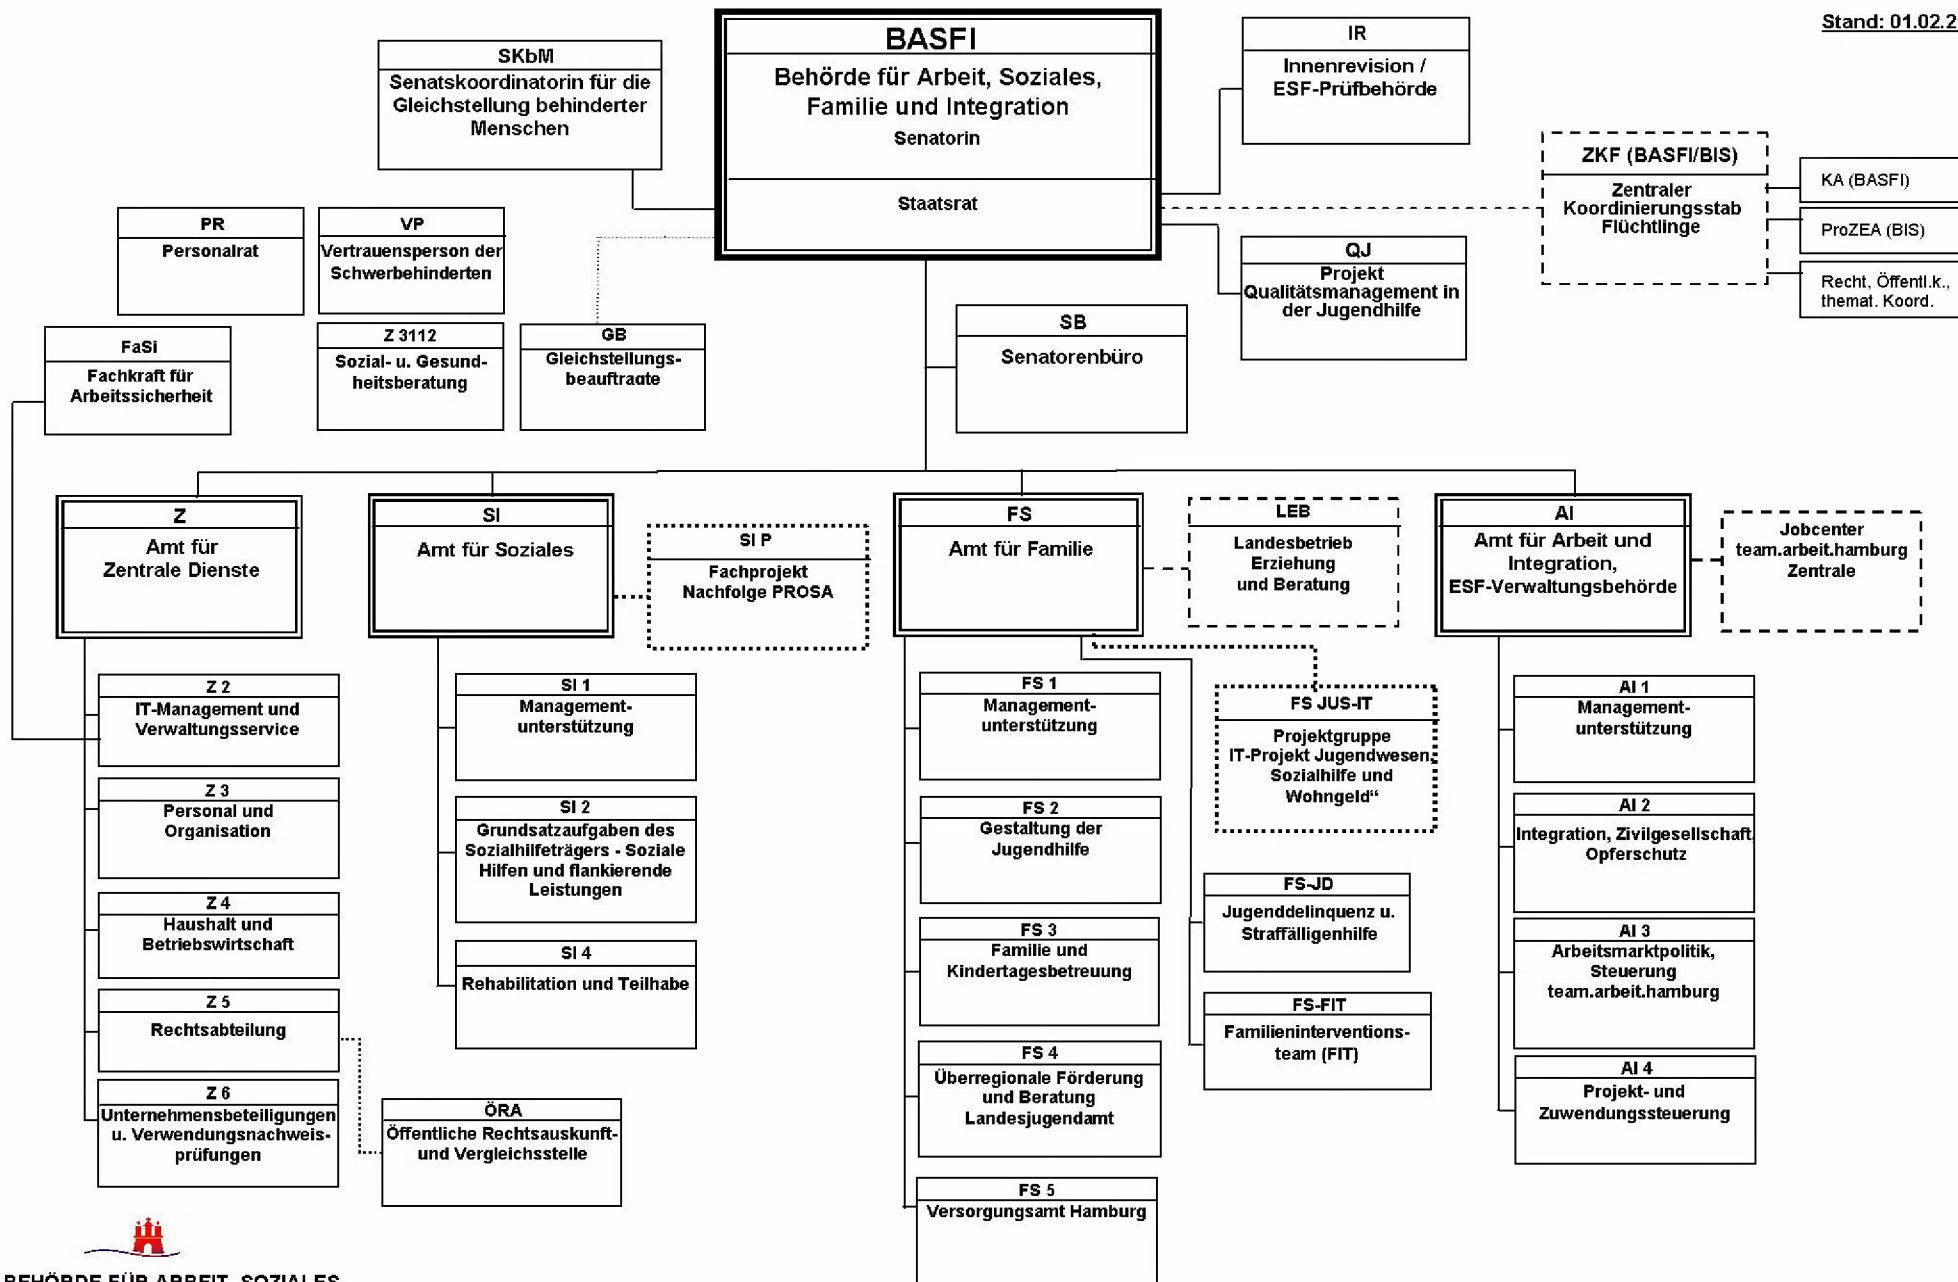 Stand: 01.02.2
BASFI
Behörde für Arbeit, Soziales,
Familie und Integration
Senatorin
Staatsrat
SKbM
Senatskoordinatorin für die
Gleichstellung behinderter
Menschen
IR
Innenrevision /
ESF-Prüfbehörde
ZKF (BASFI/BIS)
Zentraler
Koordinierungsstab
Flüchtlinge
KA (BASFI)
ProZEA (BIS)
Recht, Öffentl.k.,
themat. Koord.
PR
Personalrat
VP
Vertrauensperson der
Schwerbehinderten
QJ
Projekt
Qualitätsmanagement in
der Jugendhilfe
FaSi
Fachkraft für
Arbeitssicherheit
Z 3112
Sozial- u. Gesund-
heitsberatung
GB
Gleichstellungs-
beauftragte
SB
Senatorenbüro
Z
Amt für
Zentrale Dienste
SI
Amt für Soziales
SI P
Fachprojekt
Nachfolge PROSA
FS
Amt für Familie
LEB
Landesbetrieb
Erziehung
und Beratung
AI
Amt für Arbeit und
Integration,
ESF-Verwaltungsbehörde
Jobcenter
team.arbeit.hamburg
Zentrale
Z 2
IT-Management und
Verwaltungsservice
Z 3
Personal und
Organisation
Z 4
Haushalt und
Betriebswirtschaft
Z 5
Rechtsabteilung
Z 6
Unternehmensbeteiligungen
u. Verwendungsnachweis-
prüfungen
ÖRA
Öffentliche Rechtsauskunft-
und Vergleichsstelle
SI 1
Management-
unterstützung
SI 2
Grundsatzaufgaben des
Sozialhilfeträgers - Soziale
Hilfen und flankierende
Leistungen
SI 4
Rehabilitation und Teilhabe
FS 1
Management-
unterstützung
FS 2
Gestaltung der
Jugendhilfe
FS 3
Familie und
Kindertagesbetreuung
FS 4
Überregionale Förderung
und Beratung
Landesjugendamt
FS 5
Versorgungsamt Hamburg
FS JUS-IT
Projektgruppe
IT-Projekt Jugendwesen,
Sozialhilfe und
Wohngeld“
FS-JD
Jugenddelinquenz u.
Straffälligenhilfe
FS-FIT
Familieninterventions-
team (FIT)
AI 1
Management-
unterstützung
AI 2
Integration, Zivilgesellschaft,
Opferschutz
AI 3
Arbeitsmarktpolitik,
Steuerung
team.arbeit.hamburg
AI 4
Projekt- und
Zuwendungssteuerung
BEHÖRDE FÜR ARBEIT, SOZIALES,